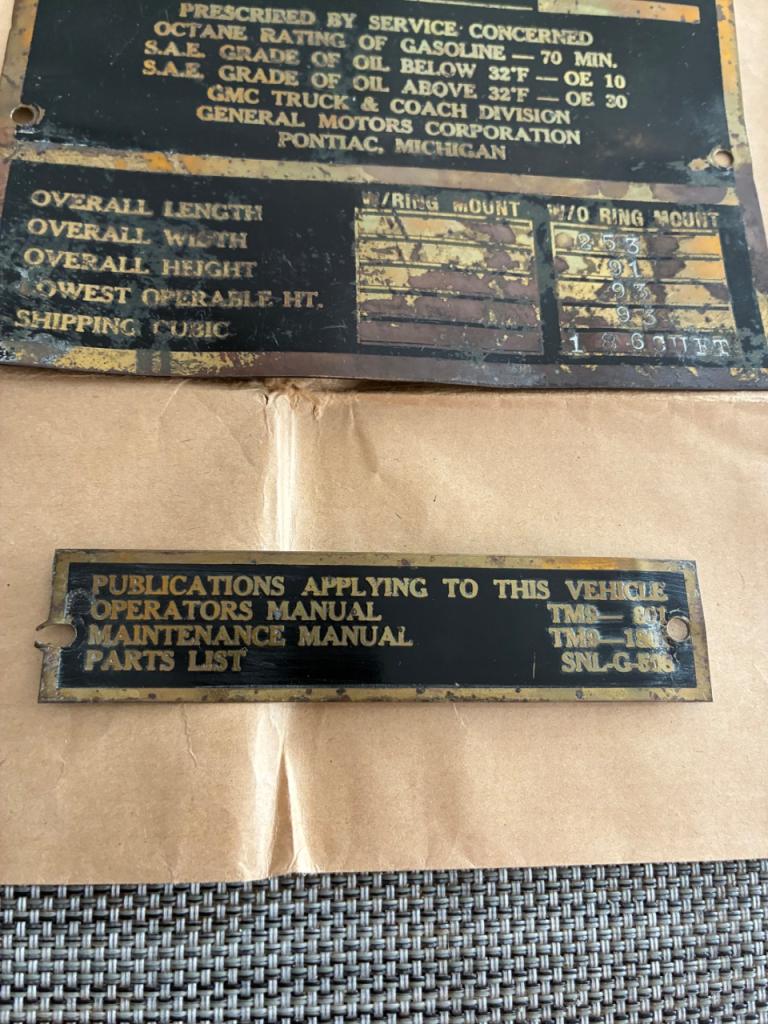 PRESCRIBED BY SERVICE CONCERNED
OCTANE RATING OF GASOLINE — 70 MIN.
S.A.E. GRADE OF OIL BELOW 32°F — OE 10
S.A.E. GRADE OF OIL ABOVE 32°F — OE 30
GMC TRUCK & COACH DIVISION
GENERAL MOTORS CORPORATION
PONTIAC, MICHIGAN
W/RING MOUNT W/O RING MOUNT
OVERALL LENGTH 253
OVERALL WIDTH 91
OVERALL HEIGHT 93
LOWEST OPERABLE HT. 93
SHIPPING CUBIC
PUBLICATIONS APPLYING TO THIS VEHICLE
OPERATORS MANUAL TM9— 801
MAINTENANCE MANUAL
PARTS LIST